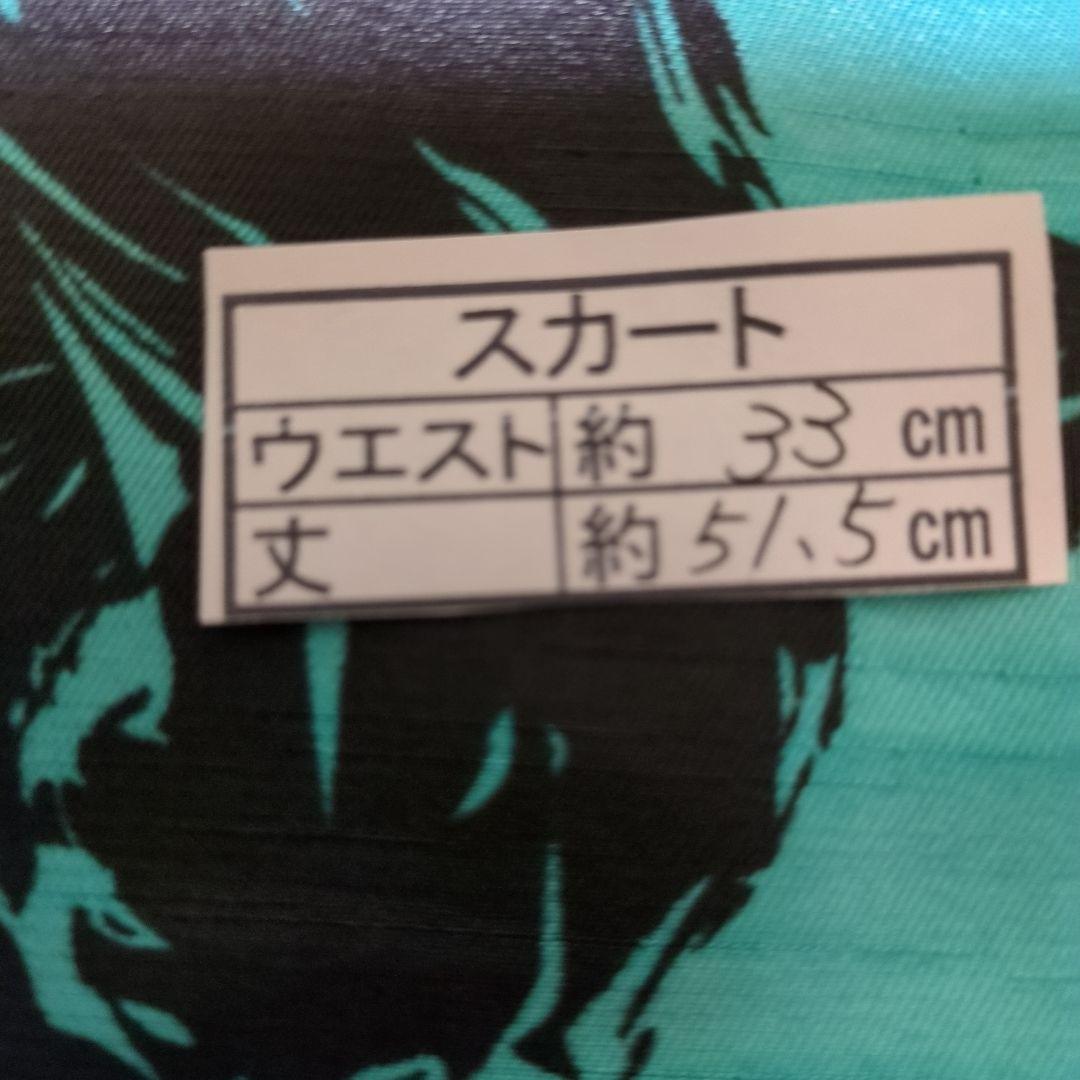 スカート
ウエスト 約 33 cm
丈 約 51、5 cm